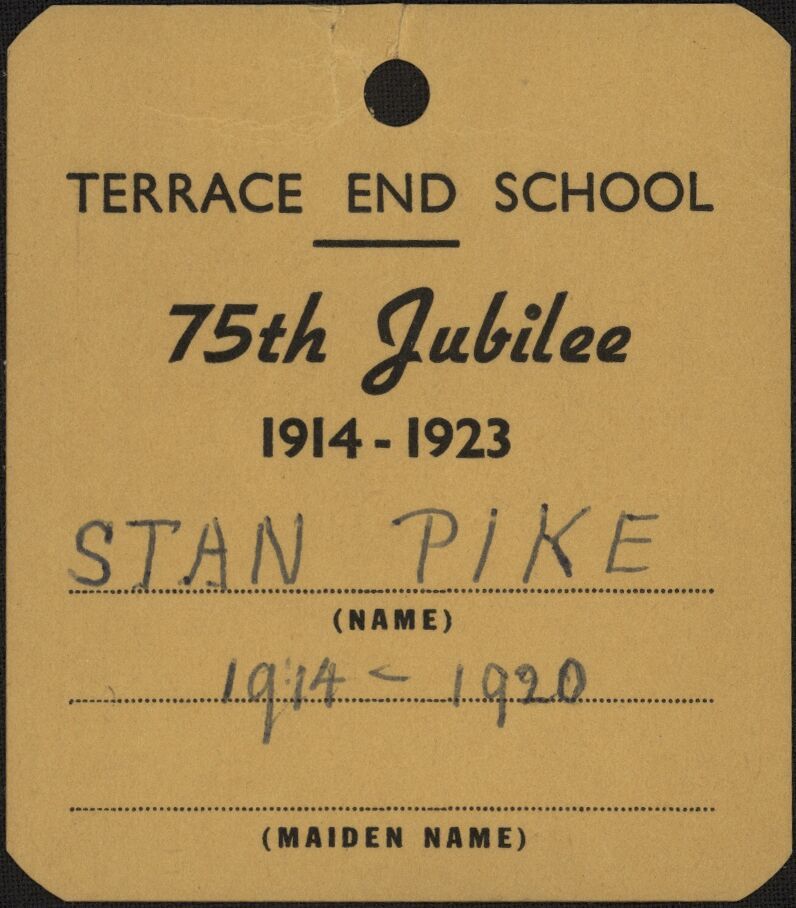 TERRACE END SCHOOL
75th Jubilee
1914 - 1923
STAN PIKE
(NAME)
1914 - 1920
(MAIDEN NAME)